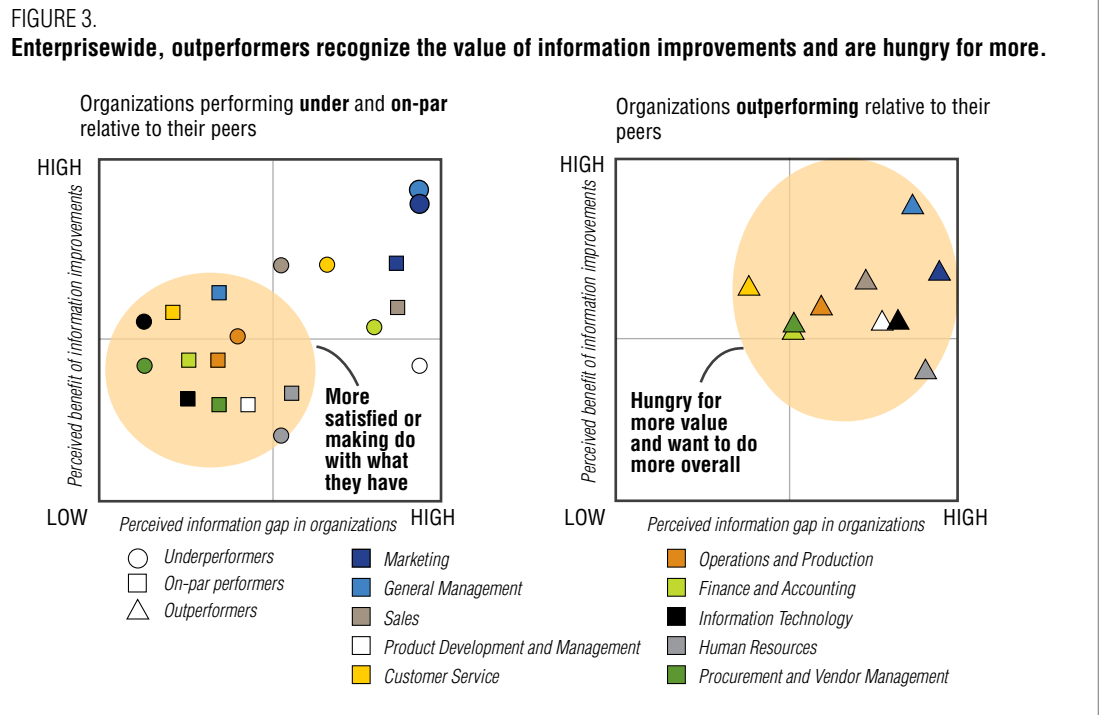 FIGURE 3.
Enterprisewide, outperformers recognize the value of information improvements and are hungry for more.
Organizations performing under and on-par
relative to their peers
HIGH
Perceived benefit of information improvements
More
satisfied or
making do
with what
they have
LOW
Perceived information gap in organizations
HIGH
Organizations outperforming relative to their
peers
HIGH
Perceived benefit of information improvements
Hungry for
more value
and want to do
more overall
LOW
Perceived information gap in organizations
HIGH
Underperformers
On-par performers
Outperformers
Marketing
General Management
Sales
Product Development and Management
Customer Service
Operations and Production
Finance and Accounting
Information Technology
Human Resources
Procurement and Vendor Management